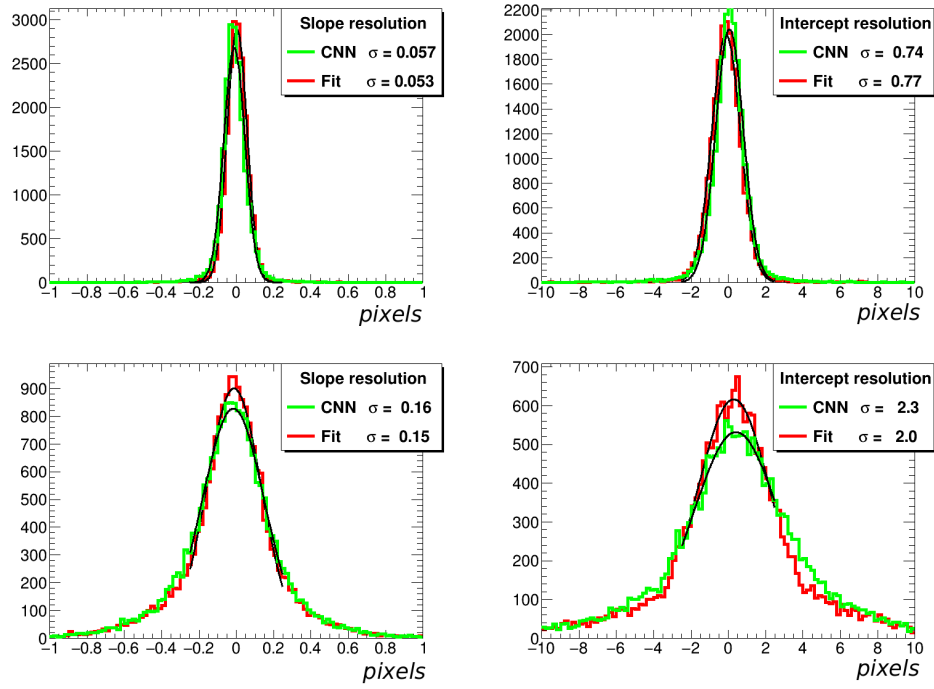 Slope resolution
CNN σ = 0.057
Fit σ = 0.053
3000
2500
2000
1500
1000
500
0
−1 −0.8 −0.6 −0.4 −0.2 0 0.2 0.4 0.6 0.8 1
pixels
Intercept resolution
CNN σ = 0.74
Fit σ = 0.77
2200
2000
1800
1600
1400
1200
1000
800
600
400
200
0
−10 −8 −6 −4 −2 0 2 4 6 8 10
pixels
Slope resolution
CNN σ = 0.16
Fit σ = 0.15
900
800
700
600
500
400
300
200
100
0
−1 −0.8 −0.6 −0.4 −0.2 0 0.2 0.4 0.6 0.8 1
pixels
Intercept resolution
CNN σ = 2.3
Fit σ = 2.0
700
600
500
400
300
200
100
0
−10 −8 −6 −4 −2 0 2 4 6 8 10
pixels